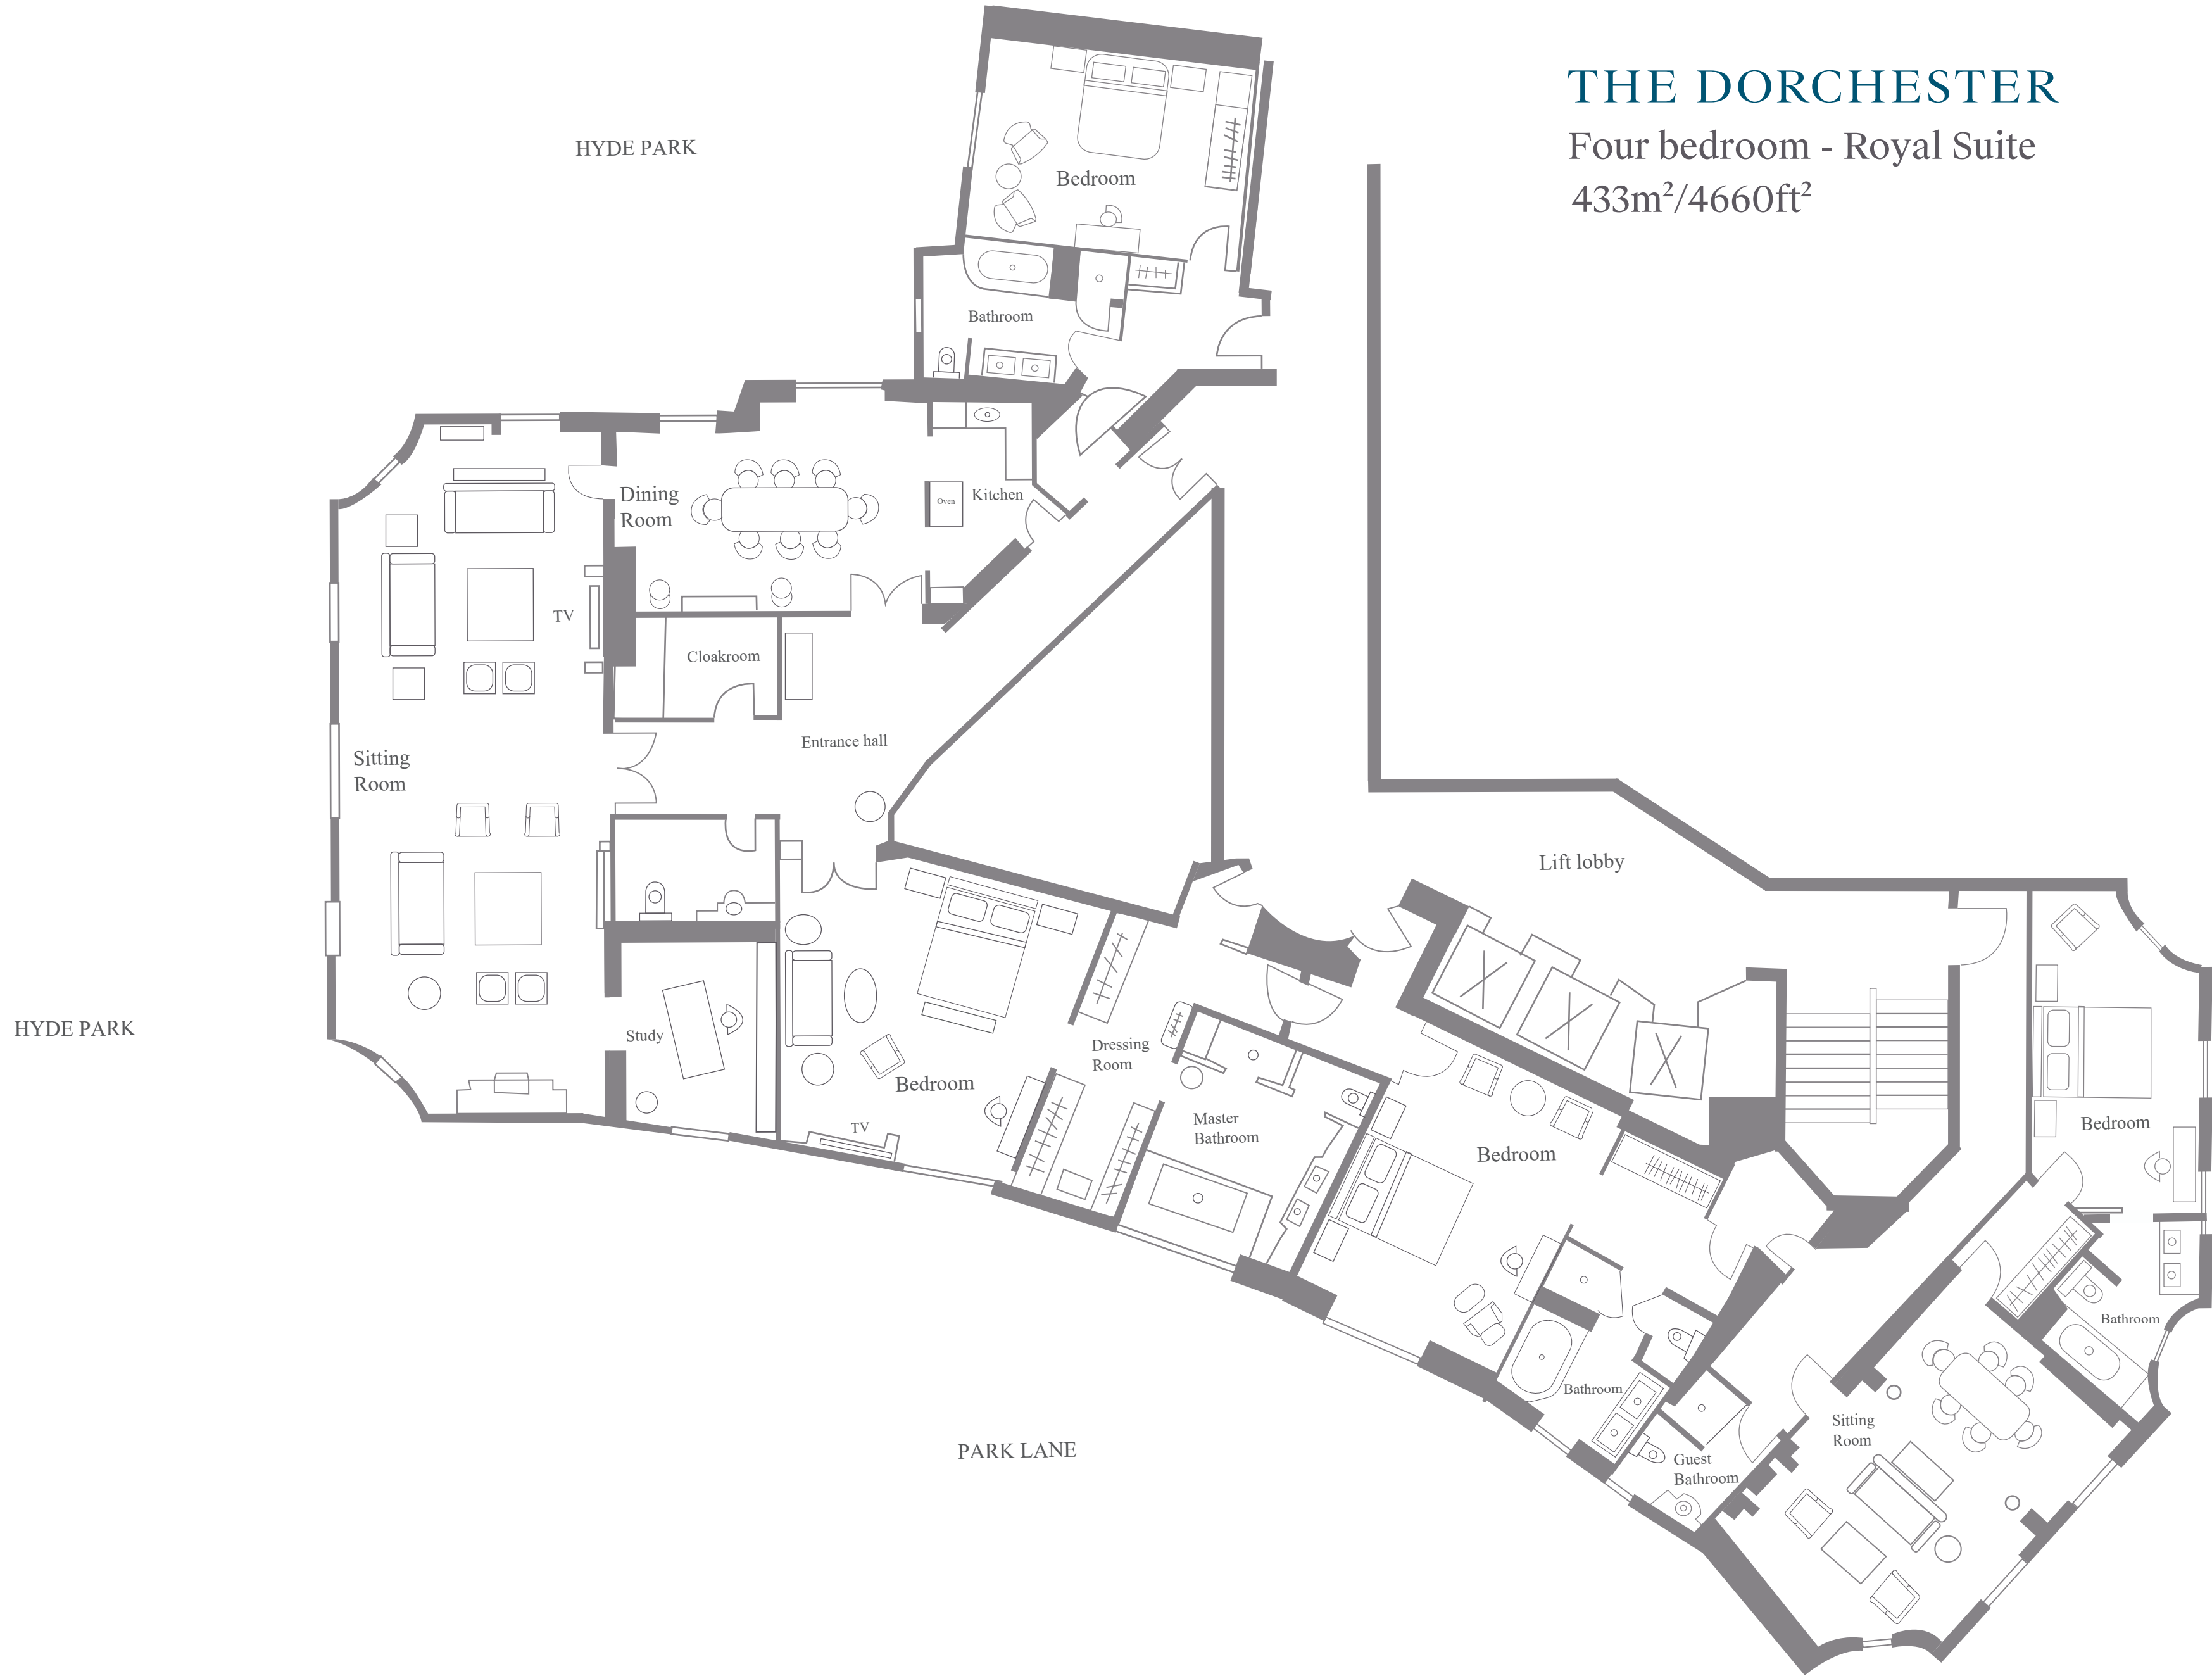 THE DORCHESTER
Four bedroom - Royal Suite
433m²/4660ft²
HYDE PARK
Bedroom
Bathroom
Dining
Room
Oven
Kitchen
TV
Cloakroom
Entrance hall
Sitting
Room
Lift lobby
HYDE PARK
Study
Bedroom
TV
Dressing
Room
Master
Bathroom
Bedroom
Bedroom
Bathroom
Bathroom
Guest
Bathroom
Sitting
Room
PARK LANE